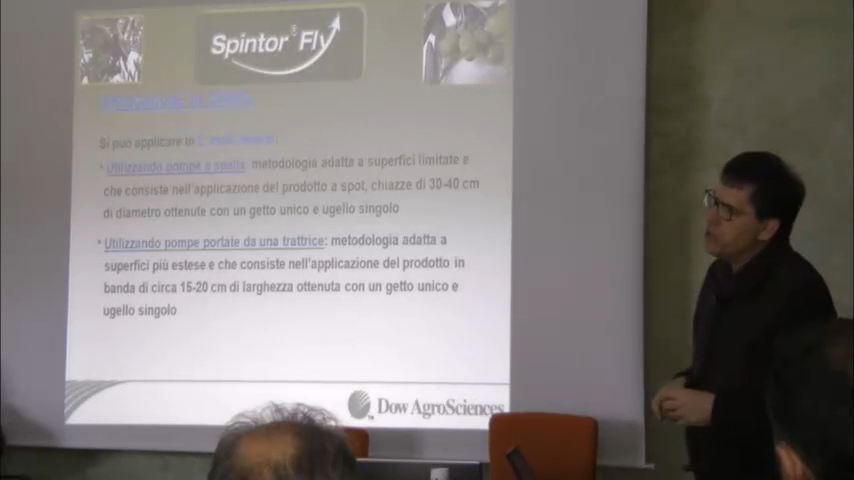 Spintor® Fly
Si può applicare in
• Utilizzando pompe a spalla: metodologia adatta a superfici limitate e
che consiste nell'applicazione del prodotto a spot, chiazze di 30-40 cm
di diametro ottenute con un getto unico e ugello singolo
• Utilizzando pompe portate da una trattrice: metodologia adatta a
superfici più estese e che consiste nell'applicazione del prodotto in
banda di circa 15-20 cm di larghezza ottenuta con un getto unico e
ugello singolo
Dow AgroSciences